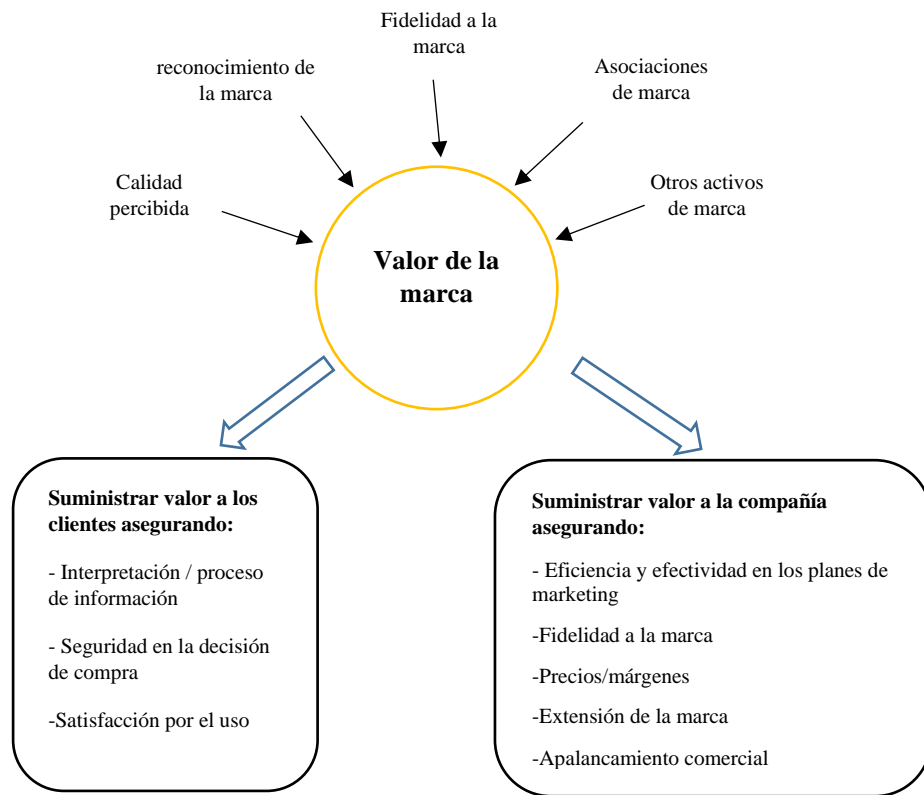 Fidelidad a la
marca
reconocimiento de
la marca
Asociaciones
de marca
Calidad
percibida
Otros activos
de marca
Valor de la
marca
Suministrar valor a los
clientes asegurando:
- Interpretación / proceso
de información
- Seguridad en la decisión
de compra
-Satisfacción por el uso
Suministrar valor a la compañía
asegurando:
- Eficiencia y efectividad en los planes de
marketing
-Fidelidad a la marca
-Precios/márgenes
-Extensión de la marca
-Apalancamiento comercial